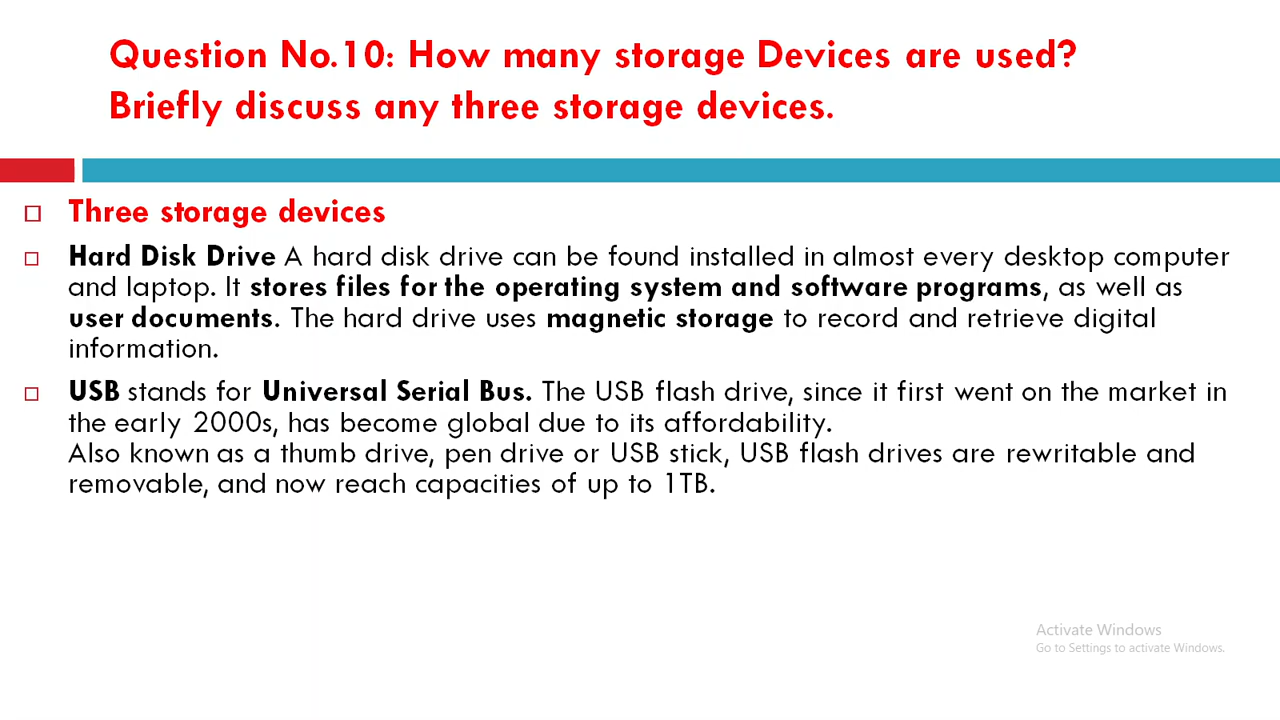 Question No.10: How many storage Devices are used?
Briefly discuss any three storage devices.
Three storage devices
Hard Disk Drive A hard disk drive can be found installed in almost every desktop computer
and laptop. It stores files for the operating system and software programs, as well as
user documents. The hard drive uses magnetic storage to record and retrieve digital
information.
USB stands for Universal Serial Bus. The USB flash drive, since it first went on the market in
the early 2000s, has become global due to its affordability.
Also known as a thumb drive, pen drive or USB stick, USB flash drives are rewritable and
removable, and now reach capacities of up to 1TB.
Activate Windows
Go to Settings to activate Windows.